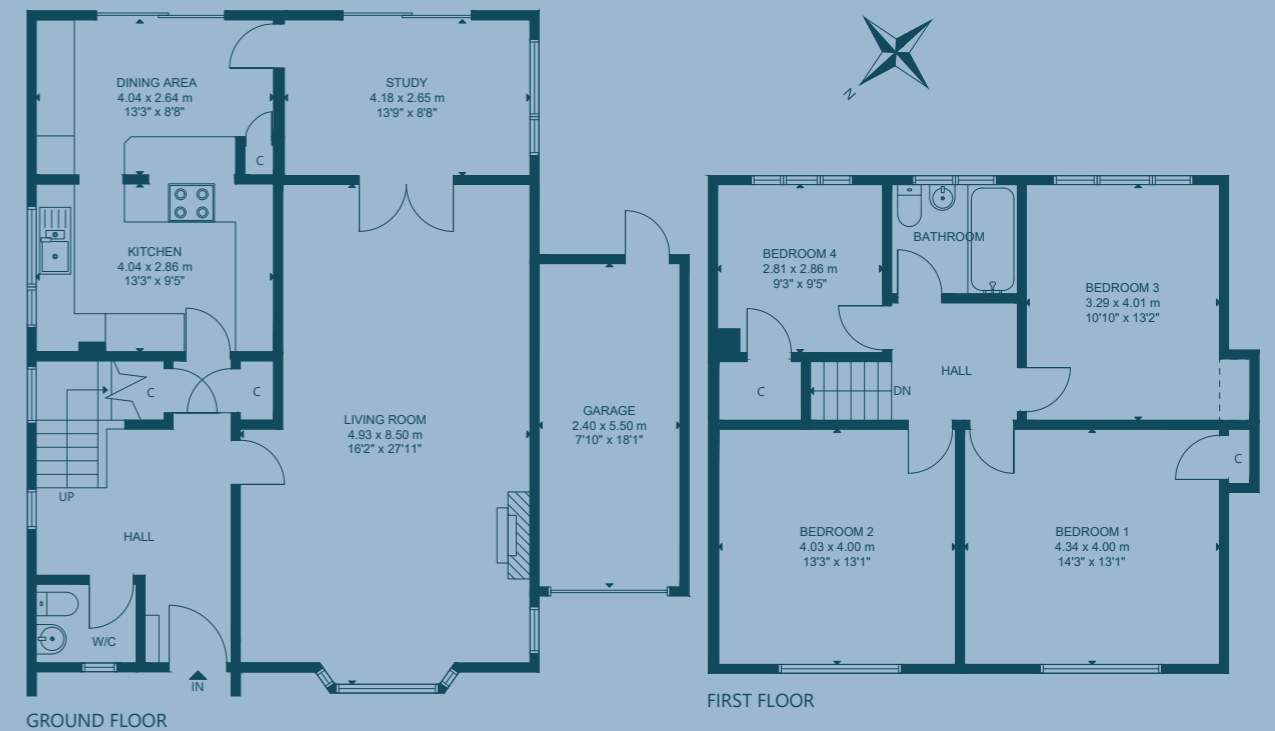 DINING AREA
4.04 x 2.64 m
13'3" x 8'8"
STUDY
4.18 x 2.65 m
13'9" x 8'8"
C
KITCHEN
4.04 x 2.86 m
13'3" x 9'5"
C
C
UP
HALL
W/C
IN
LIVING ROOM
4.93 x 8.50 m
16'2" x 27'11"
GARAGE
2.40 x 5.50 m
7'10" x 18'1"
GROUND FLOOR
N
BEDROOM 4
2.81 x 2.86 m
9'3" x 9'5"
BATHROOM
BEDROOM 3
3.29 x 4.01 m
10'10" x 13'2"
HALL
C
DN
BEDROOM 2
4.03 x 4.00 m
13'3" x 13'1"
BEDROOM 1
4.34 x 4.00 m
14'3" x 13'1"
C
FIRST FLOOR